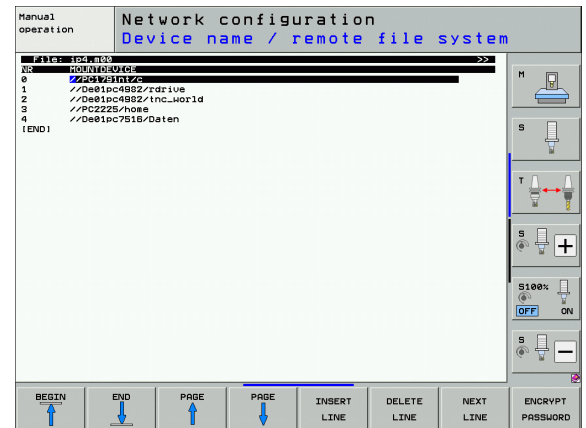 Manual
operation
Network configuration
Device name / remote file system
File: ip4.m00 >>
NR MOUNTDEVICE
0 //PC1791nt/c
1 //De01pc4982/rdrive
2 //De01pc4982/tnc_world
3 //PC2225/home
4 //De01pc7516/Daten
[END]
M
S
T
S
S100%
OFF ON
S
BEGIN
END
PAGE
PAGE
INSERT
LINE
DELETE
LINE
NEXT
LINE
ENCRYPT
PASSWORD